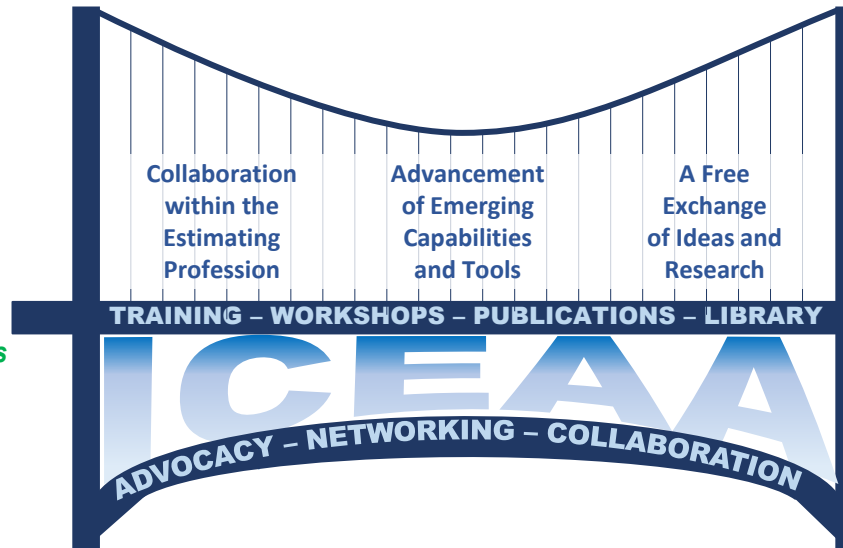 Collaboration
within the
Estimating
Profession
Advancement
of Emerging
Capabilities
and Tools
A Free
Exchange
of Ideas and
Research
TRAINING – WORKSHOPS – PUBLICATIONS – LIBRARY
ICEAA
ADVOCACY – NETWORKING – COLLABORATION